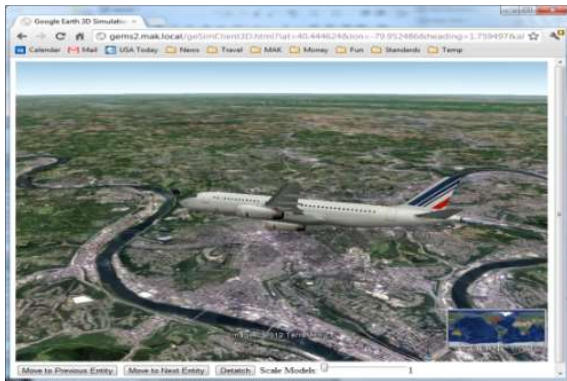 Google Earth 3D Simulatio
gems2.mak.local/geSimClient3D.html?lat=40.444624&lon=-79.952486&heading=1.759497&al
Calendar Mail USA Today News Travel MAK Money Fun Standards Temp
Move to Previous Entity Move to Next Entity Detatch Scale Models: 1